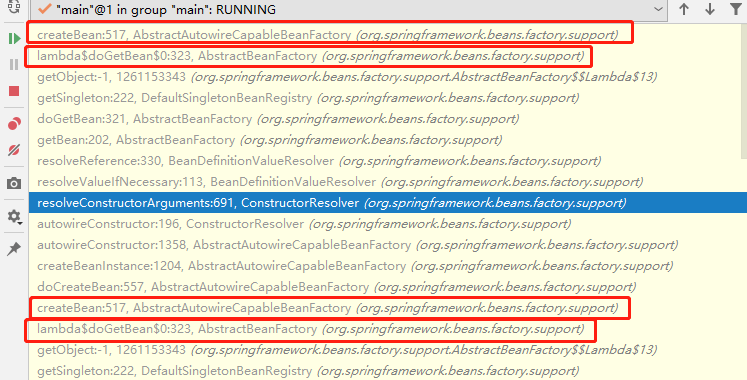 "main"@1 in group "main": RUNNING
createBean:517, AbstractAutowireCapableBeanFactory (org.springframework.beans.factory.support)
lambda$doGetBean$0:323, AbstractBeanFactory (org.springframework.beans.factory.support)
getObject:-1, 1261153343 (org.springframework.beans.factory.support.AbstractBeanFactory$$Lambda$13)
getSingleton:222, DefaultSingletonBeanRegistry (org.springframework.beans.factory.support)
doGetBean:321, AbstractBeanFactory (org.springframework.beans.factory.support)
getBean:202, AbstractBeanFactory (org.springframework.beans.factory.support)
resolveReference:330, BeanDefinitionValueResolver (org.springframework.beans.factory.support)
resolveValueIfNecessary:113, BeanDefinitionValueResolver (org.springframework.beans.factory.support)
resolveConstructorArguments:691, ConstructorResolver (org.springframework.beans.factory.support)
autowireConstructor:196, ConstructorResolver (org.springframework.beans.factory.support)
autowireConstructor:1358, AbstractAutowireCapableBeanFactory (org.springframework.beans.factory.support)
createBeanInstance:1204, AbstractAutowireCapableBeanFactory (org.springframework.beans.factory.support)
doCreateBean:557, AbstractAutowireCapableBeanFactory (org.springframework.beans.factory.support)
createBean:517, AbstractAutowireCapableBeanFactory (org.springframework.beans.factory.support)
lambda$doGetBean$0:323, AbstractBeanFactory (org.springframework.beans.factory.support)
getObject:-1, 1261153343 (org.springframework.beans.factory.support.AbstractBeanFactory$$Lambda$13)
getSingleton:222, DefaultSingletonBeanRegistry (org.springframework.beans.factory.support)